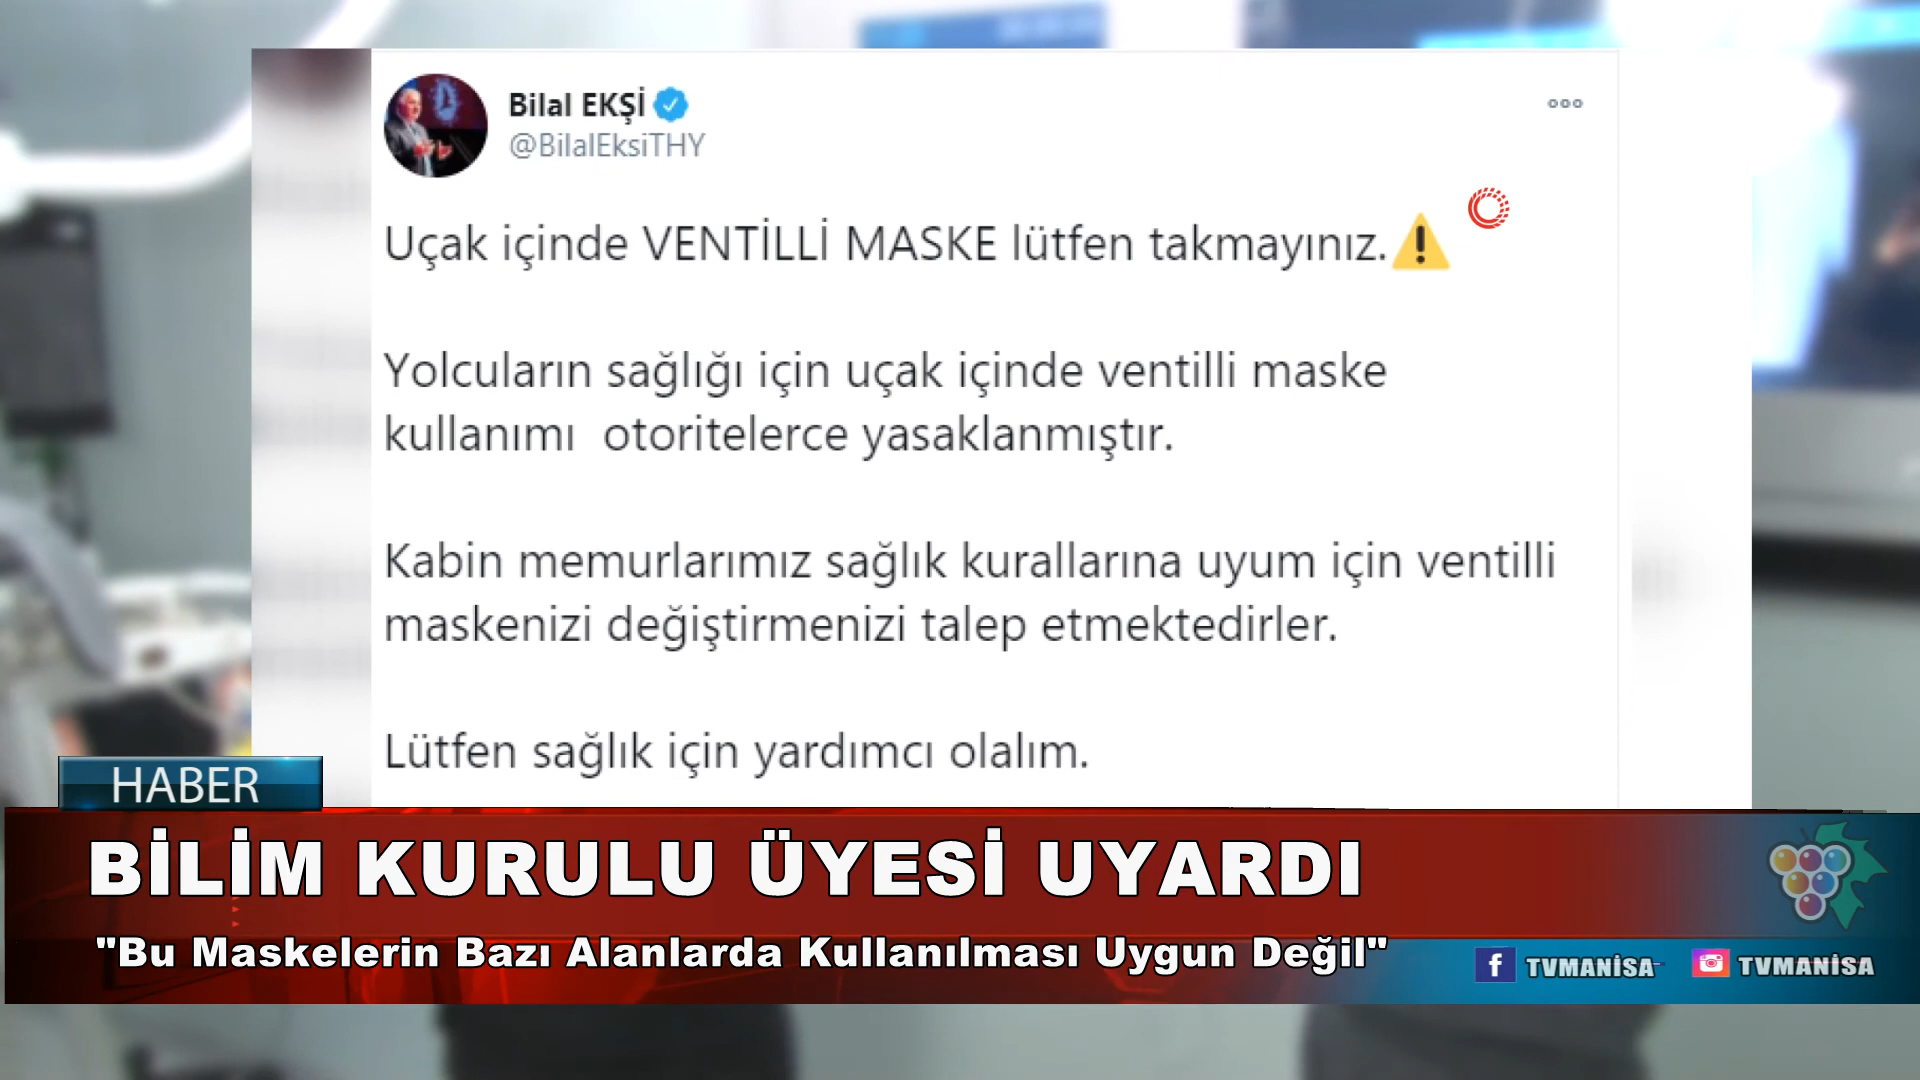 Bilal EKŞİ
@BilalEksiTHY
Uçak içinde VENTİLLİ MASKE lütfen takmayınız.
Yolcuların sağlığı için uçak içinde ventilli maske
kullanımı otoritelerce yasaklanmıştır.
Kabin memurlarımız sağlık kurallarına uyum için ventilli
maskenizi değiştirmenizi talep etmektedirler.
Lütfen sağlık için yardımcı olalım.
HABER
BİLİM KURULU ÜYESİ UYARDI
"Bu Maskelerin Bazı Alanlarda Kullanılması Uygun Değil"
TVMANİSA
TVMANİSA